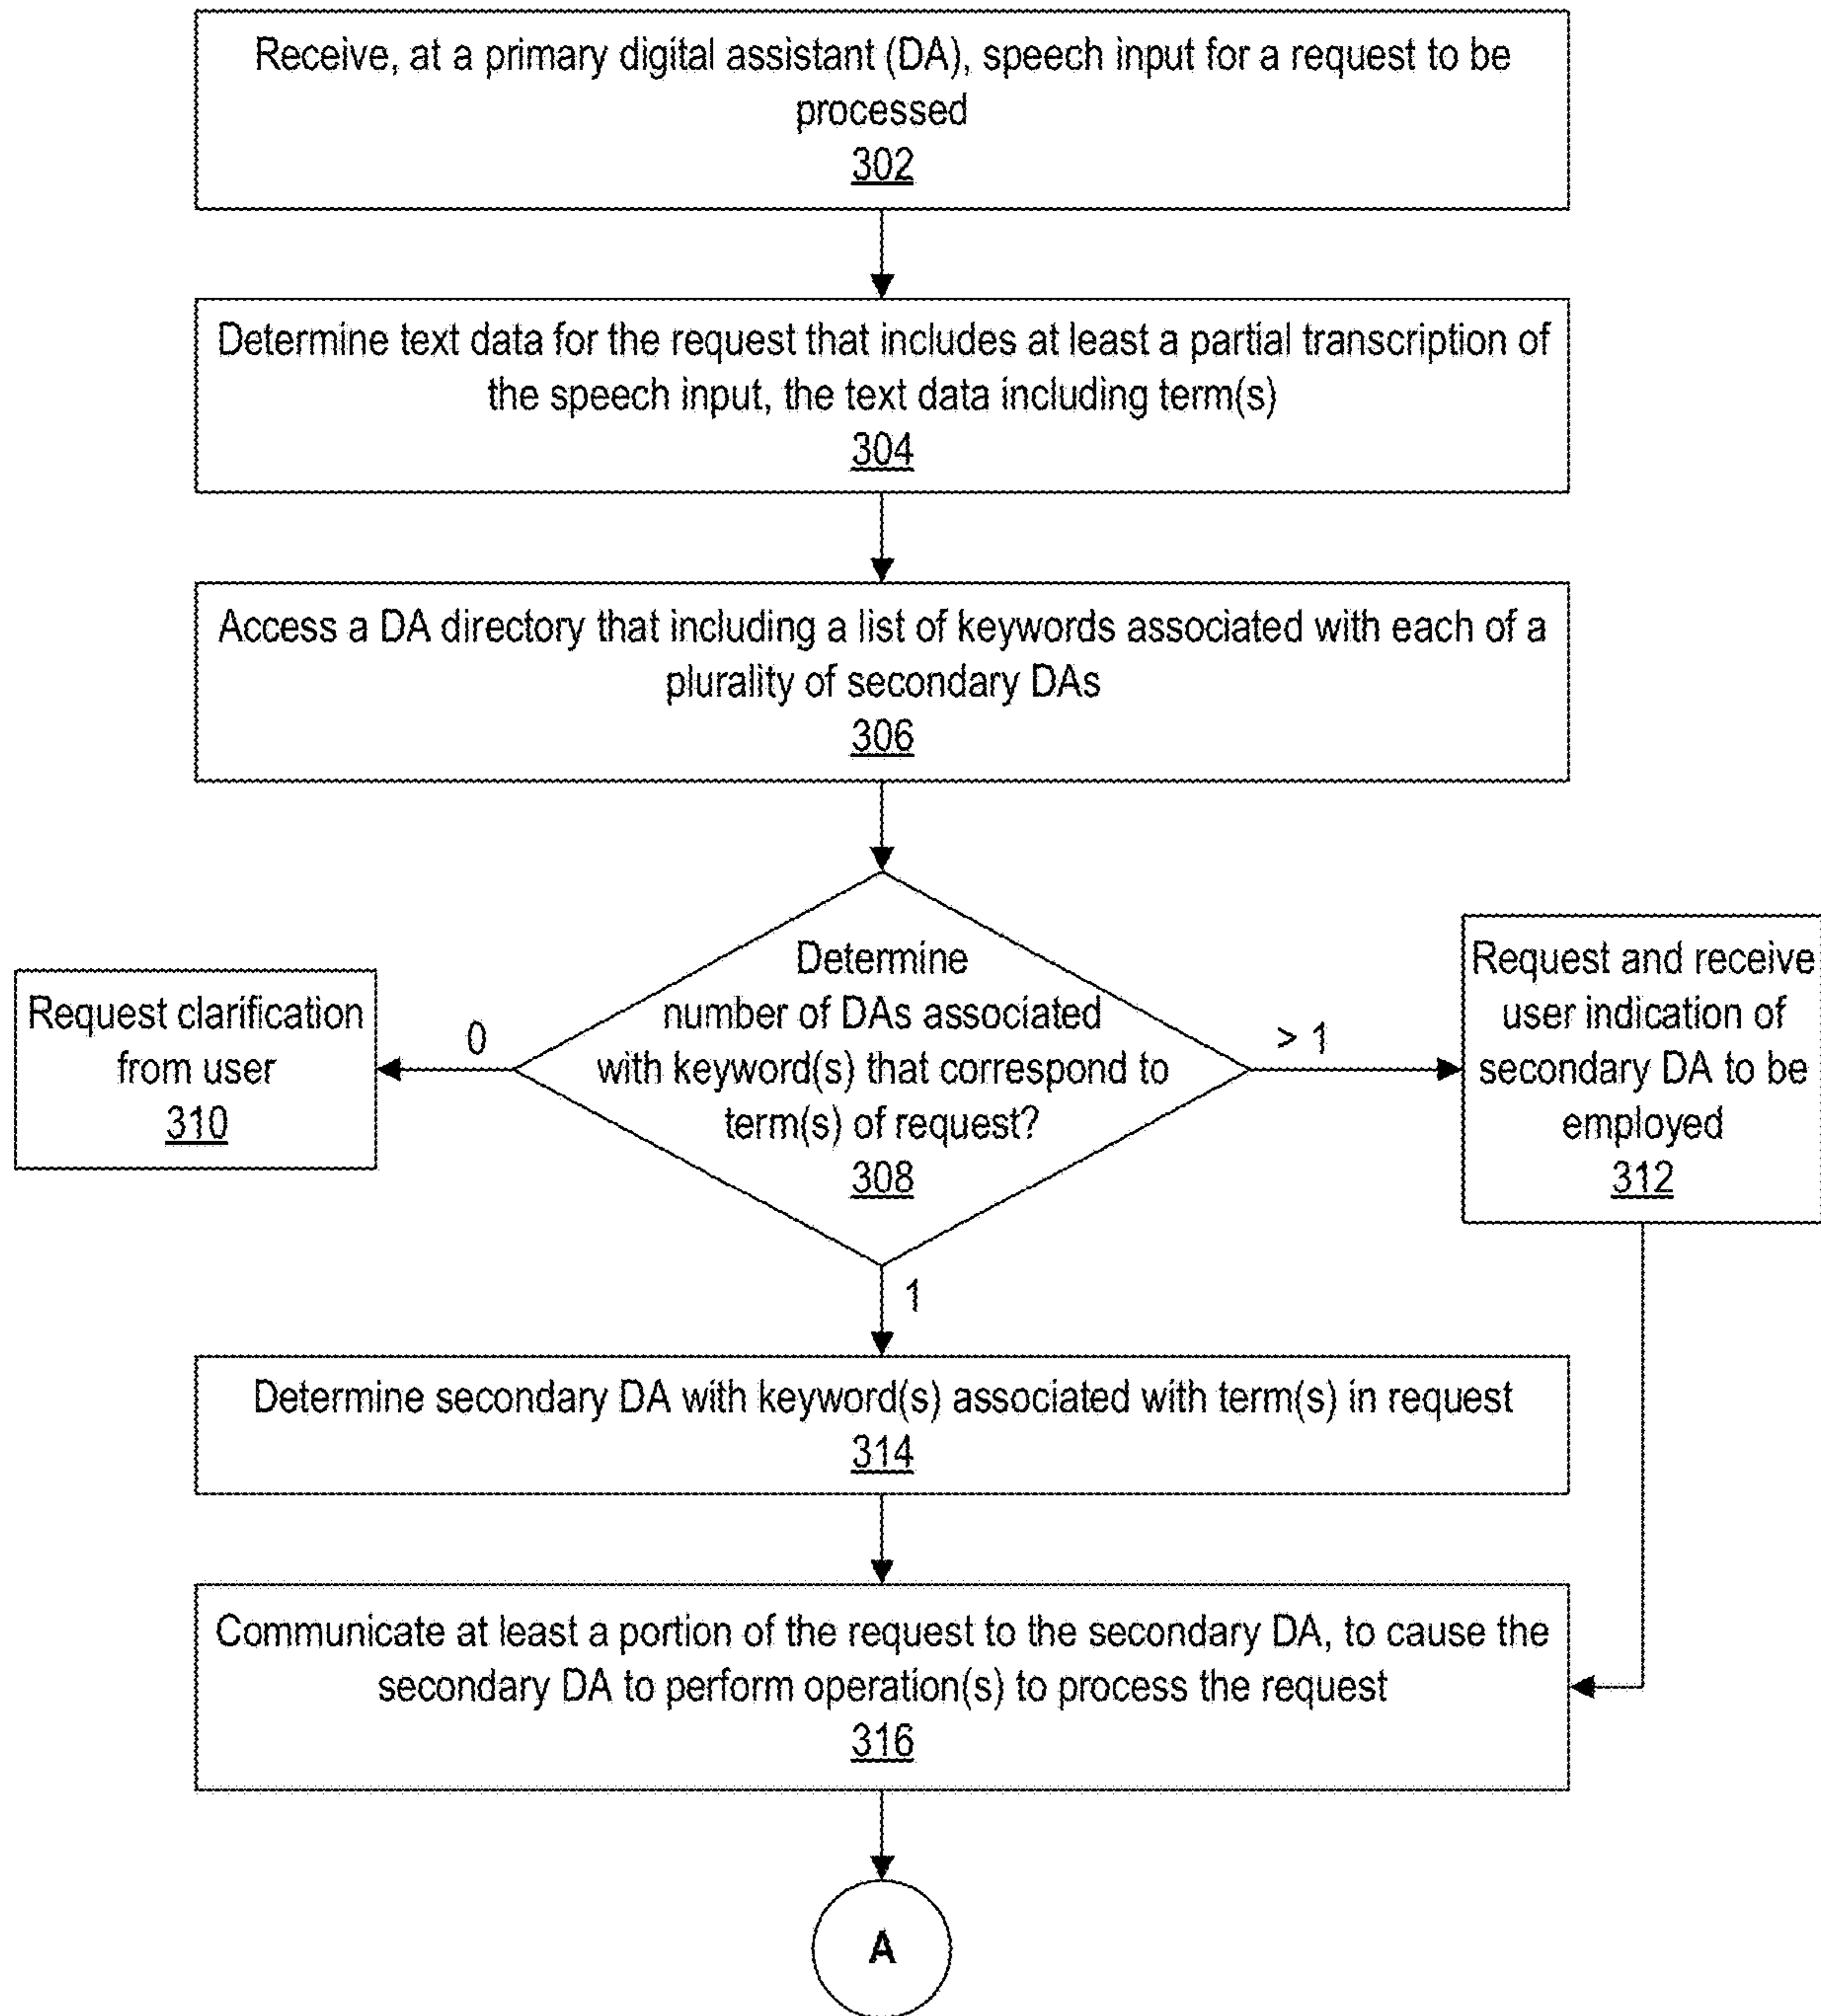 Receive, at a primary digital assistant (DA), speech input for a request to be
processed
302
Determine text data for the request that includes at least a partial transcription of
the speech input, the text data including term(s)
304
Access a DA directory that including a list of keywords associated with each of a
plurality of secondary DAs
306
Determine
number of DAs associated
with keyword(s) that correspond to
term(s) of request?
308
0
Request clarification
from user
310
> 1
Request and receive
user indication of
secondary DA to be
employed
312
1
Determine secondary DA with keyword(s) associated with term(s) in request
314
Communicate at least a portion of the request to the secondary DA, to cause the
secondary DA to perform operation(s) to process the request
316
A